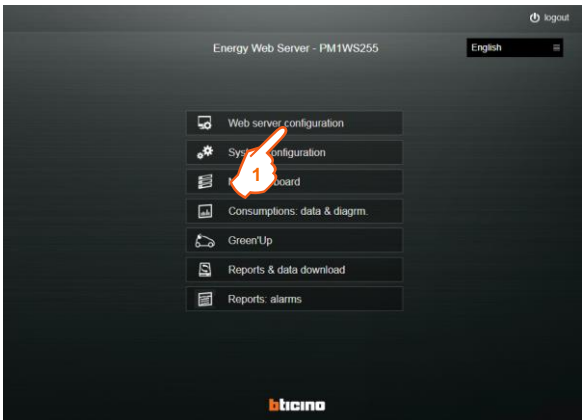 logout
Energy Web Server - PM1WS255
English
Web server configuration
configuration
1
board
Consumptions: data & diagrm.
Green'Up
Reports & data download
Reports: alarms
bticino